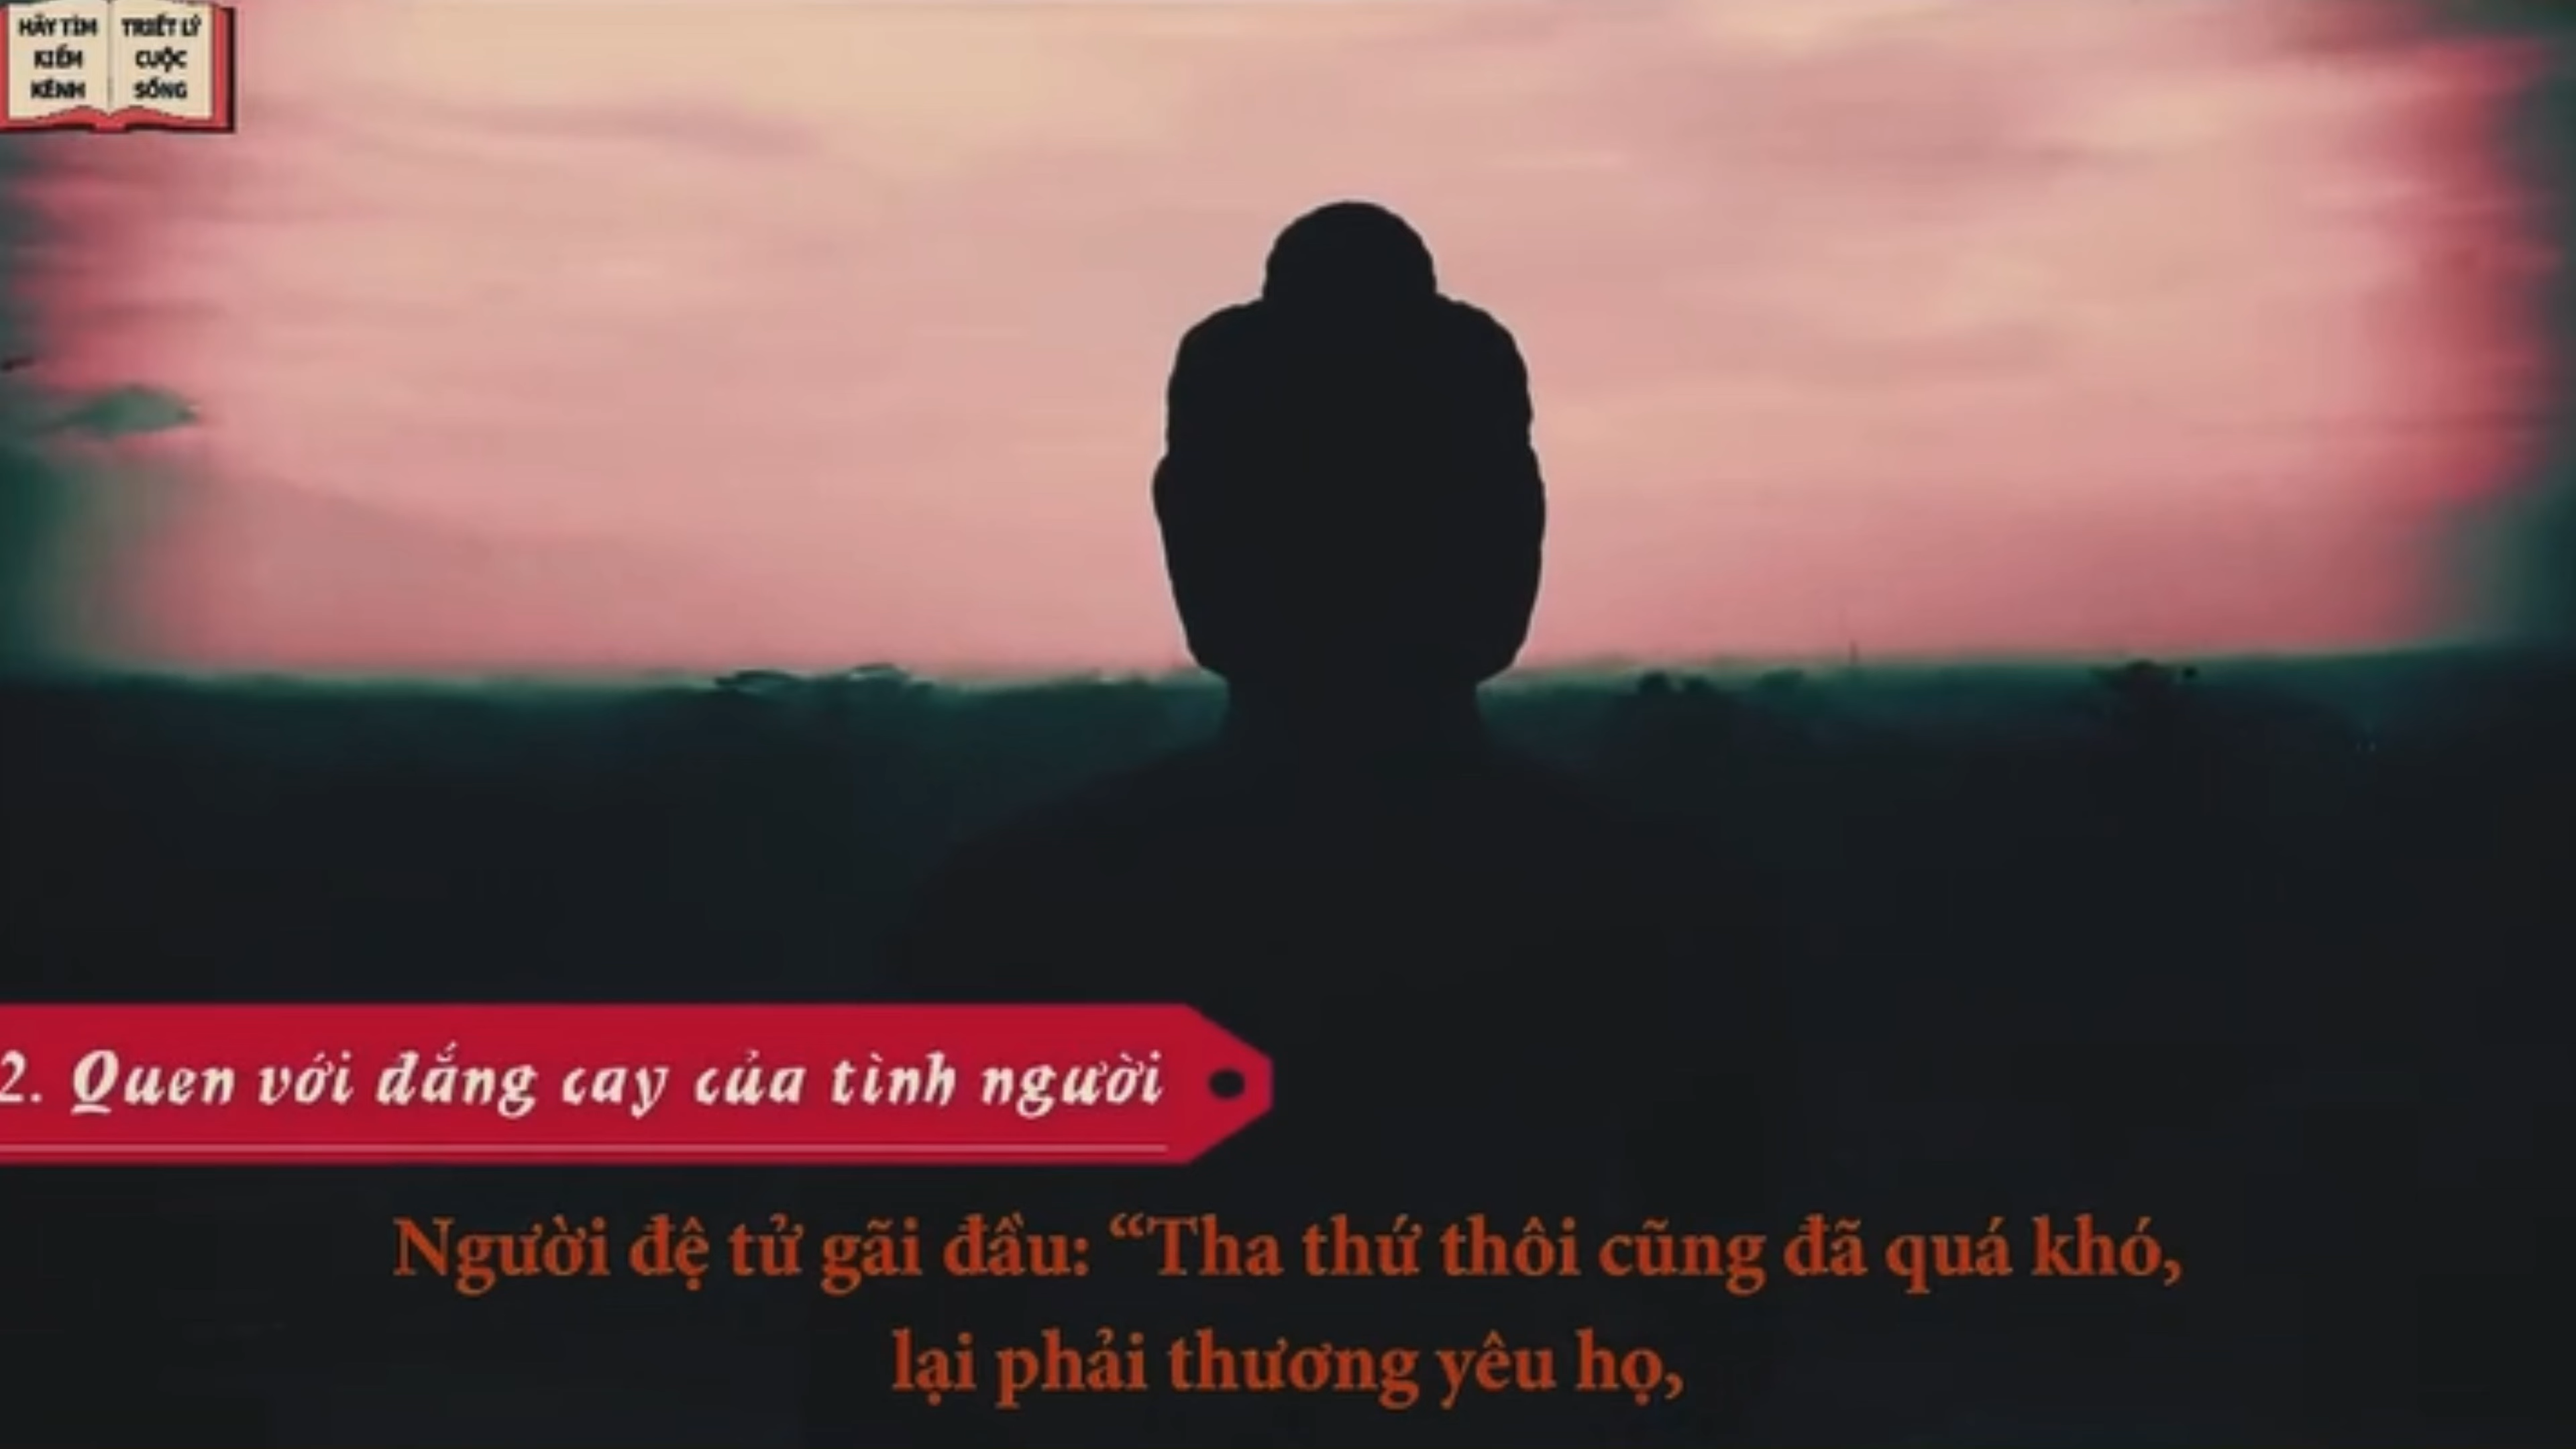 HÃY TÌM
KIẾM
KÊNH
TRIẾT LÝ
CUỘC
SỐNG
2. Quen với đắng cay của tình người
Người đệ tử gãi đầu: “Tha thứ thôi cũng đã quá khó,
lại phải thương yêu họ,